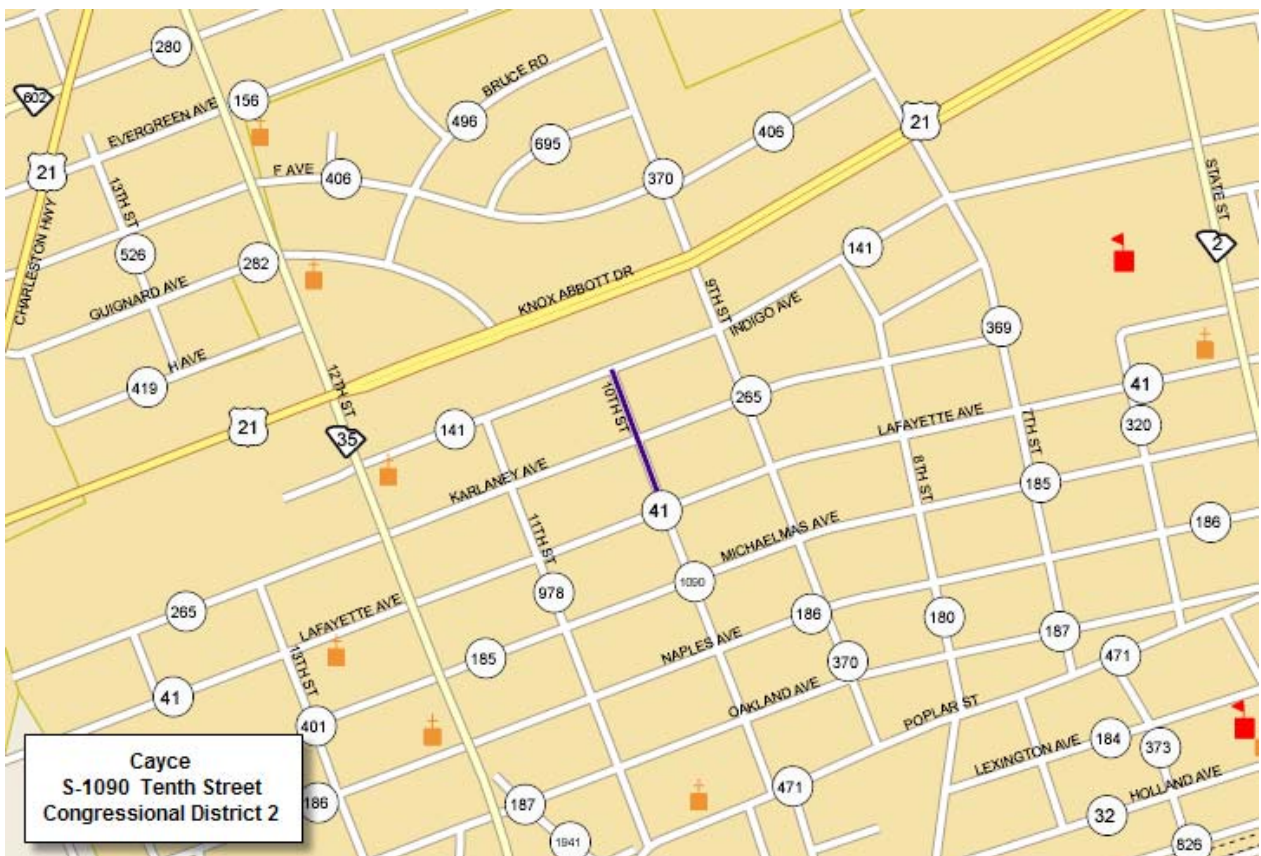 280
602
BRUCE RD
156
EVERGREEN AVE
496
21
406
695
21
F AVE
406
370
13TH ST
STATE ST
141
2
526
282
CHARLESTON HWY
GUIGNARD AVE
KNOX ABBOTT DR
9TH ST
INDIGO AVE
369
H AVE
419
12TH ST
10TH ST
265
41
21
35
141
LAFAYETTE AVE
7TH ST
320
KARLANEY AVE
8TH ST
185
41
11TH ST
MICHAELMAS AVE
186
1090
978
265
LAFAYETTE AVE
186
180
187
NAPLES AVE
185
370
471
13TH ST
41
OAKLAND AVE
POPLAR ST
401
LEXINGTON AVE
184
373
Cayce
S-1090 Tenth Street
Congressional District 2
186
187
471
HOLLAND AVE
32
1941
826